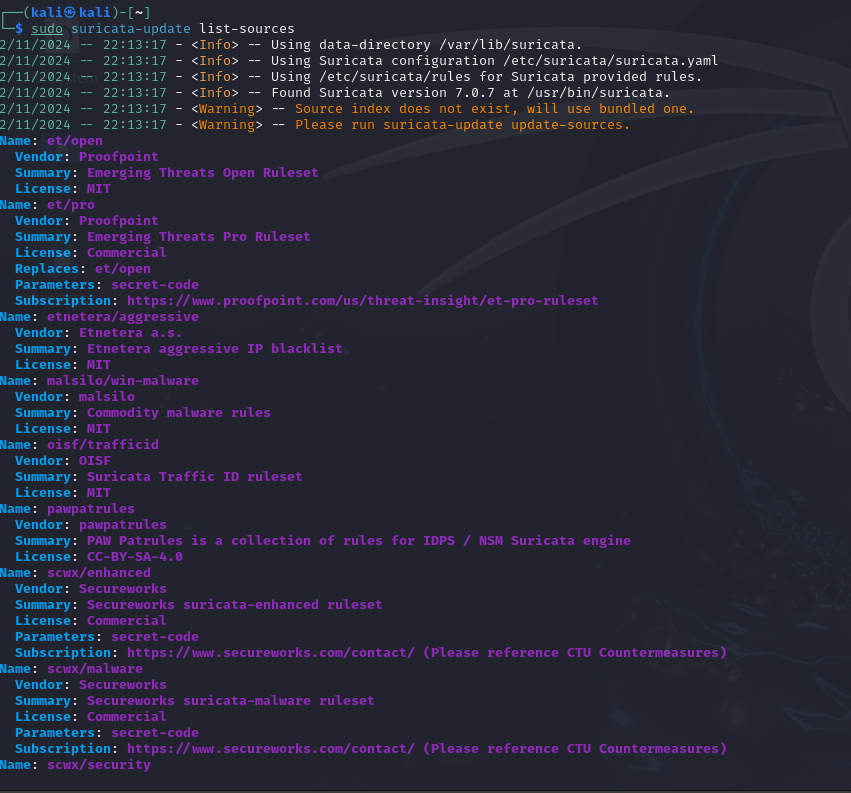 ┌──(kali㉿kali)-[~]
└─$ sudo suricata-update list-sources
2/11/2024 -- 22:13:17 - <Info> -- Using data-directory /var/lib/suricata.
2/11/2024 -- 22:13:17 - <Info> -- Using Suricata configuration /etc/suricata/suricata.yaml
2/11/2024 -- 22:13:17 - <Info> -- Using /etc/suricata/rules for Suricata provided rules.
2/11/2024 -- 22:13:17 - <Info> -- Found Suricata version 7.0.7 at /usr/bin/suricata.
2/11/2024 -- 22:13:17 - <Warning> -- Source index does not exist, will use bundled one.
2/11/2024 -- 22:13:17 - <Warning> -- Please run suricata-update update-sources.
Name: et/open
  Vendor: Proofpoint
  Summary: Emerging Threats Open Ruleset
  License: MIT
Name: et/pro
  Vendor: Proofpoint
  Summary: Emerging Threats Pro Ruleset
  License: Commercial
  Replaces: et/open
  Parameters: secret-code
  Subscription: https://www.proofpoint.com/us/threat-insight/et-pro-ruleset
Name: etnetera/aggressive
  Vendor: Etnetera a.s.
  Summary: Etnetera aggressive IP blacklist
  License: MIT
Name: malsilo/win-malware
  Vendor: malsilo
  Summary: Commodity malware rules
  License: MIT
Name: oisf/trafficid
  Vendor: OISF
  Summary: Suricata Traffic ID ruleset
  License: MIT
Name: pawpatrules
  Vendor: pawpatrules
  Summary: PAW Patrules is a collection of rules for IDPS / NSM Suricata engine
  License: CC-BY-SA-4.0
Name: scwx/enhanced
  Vendor: Secureworks
  Summary: Secureworks suricata-enhanced ruleset
  License: Commercial
  Parameters: secret-code
  Subscription: https://www.secureworks.com/contact/ (Please reference CTU Countermeasures)
Name: scwx/malware
  Vendor: Secureworks
  Summary: Secureworks suricata-malware ruleset
  License: Commercial
  Parameters: secret-code
  Subscription: https://www.secureworks.com/contact/ (Please reference CTU Countermeasures)
Name: scwx/security